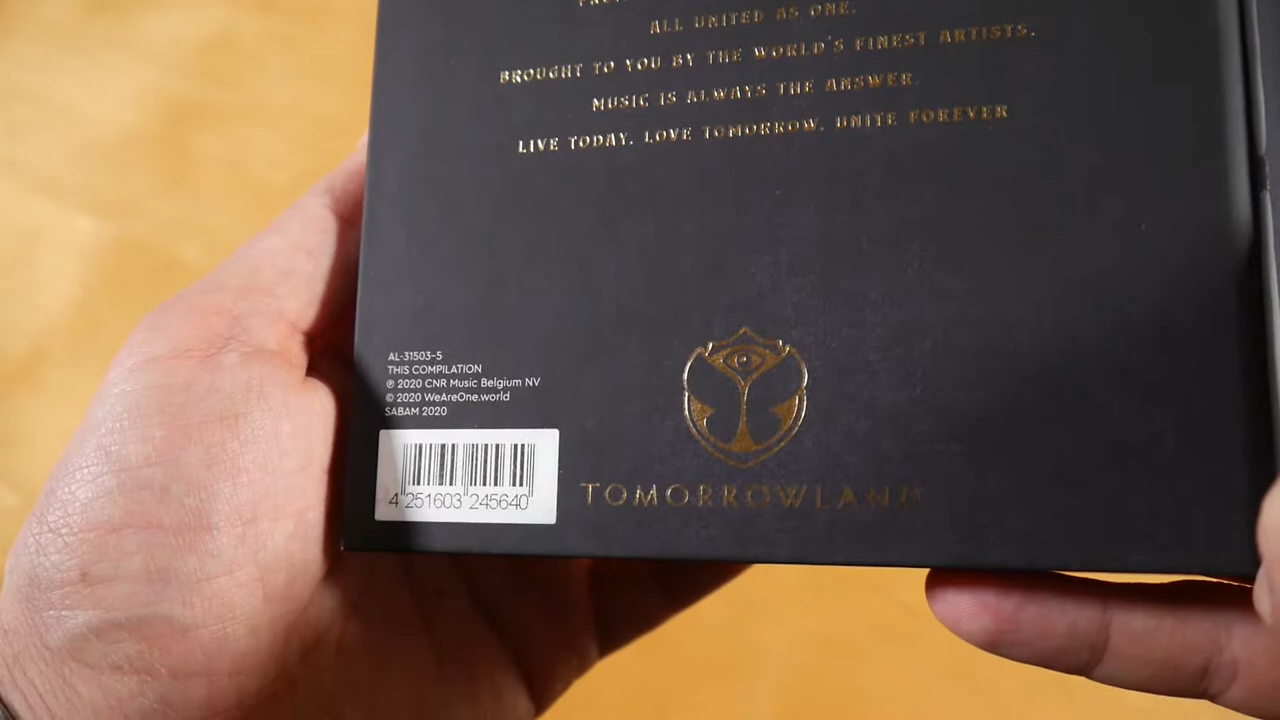 ALL UNITED AS ONE.
BROUGHT TO YOU BY THE WORLD'S FINEST ARTISTS.
MUSIC IS ALWAYS THE ANSWER.
LIVE TODAY. LOVE TOMORROW. UNITE FOREVER
AL-31503-5
THIS COMPILATION
℗ 2020 CNR Music Belgium NV
© 2020 WeAreOne.world
SABAM 2020
4 251603 245640
TOMORROWLAND